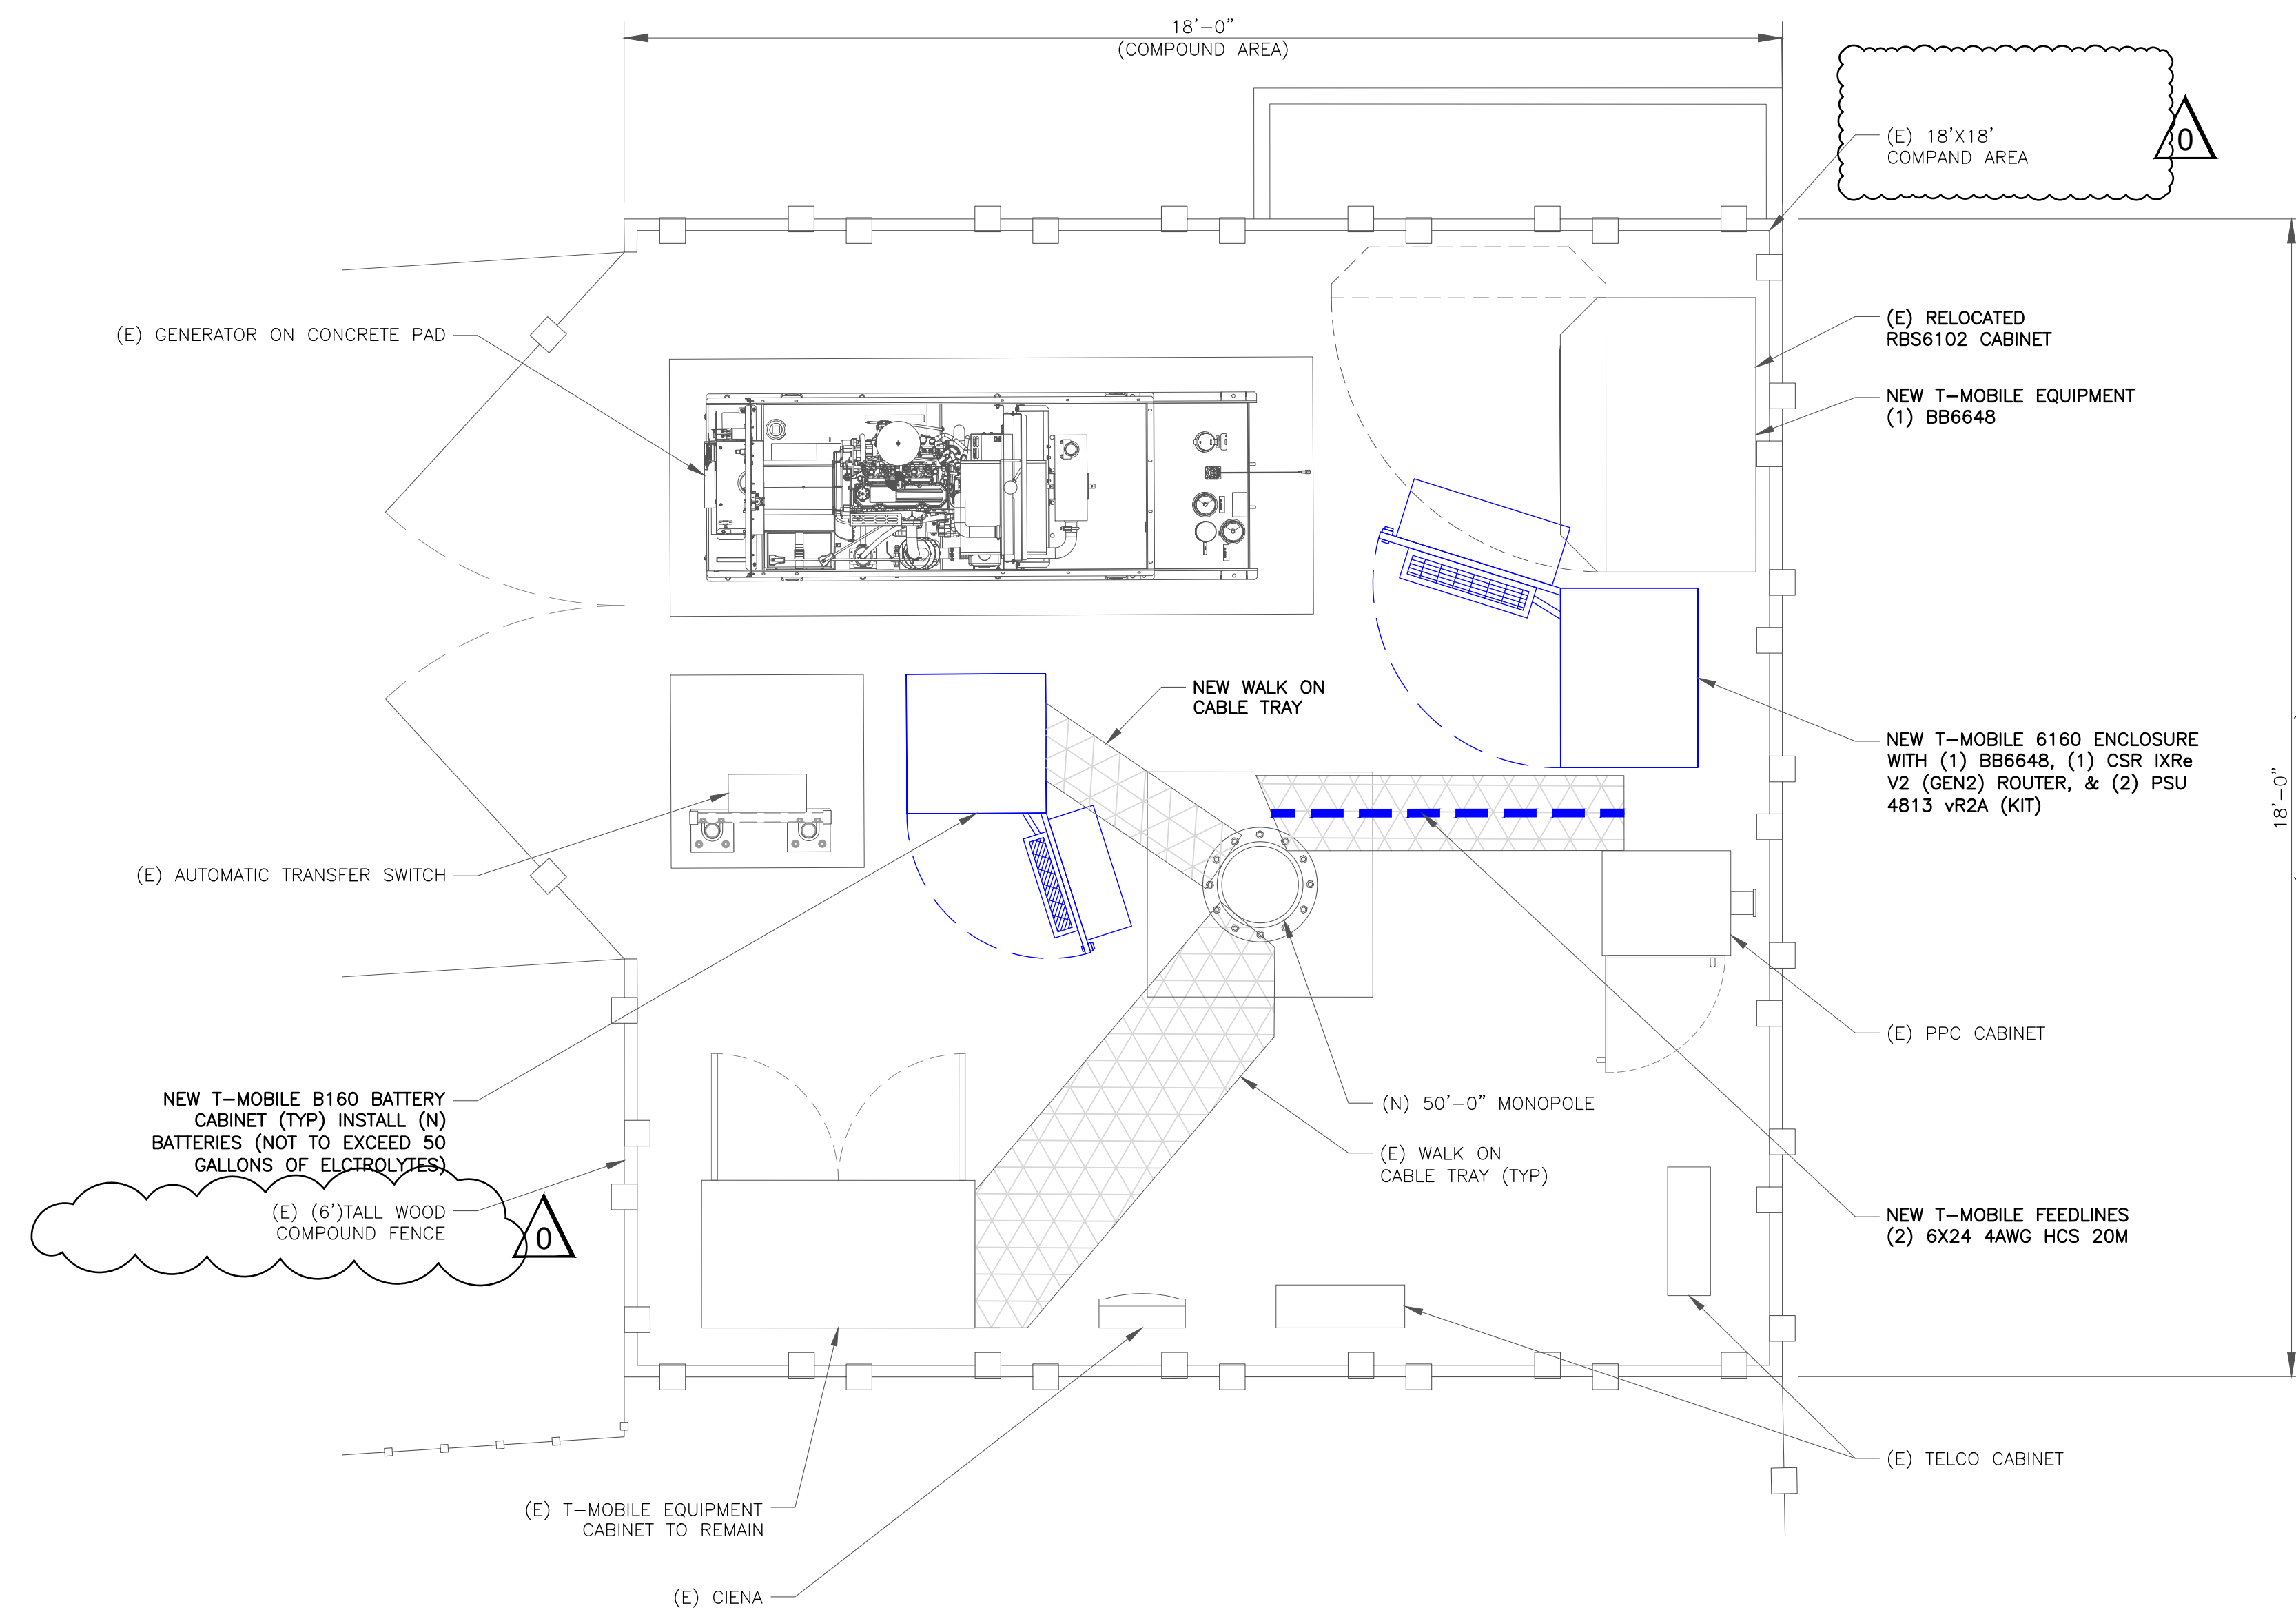 18'-0"
(COMPOUND AREA)
(E) 18'X18'
COMPAND AREA
0
(E) GENERATOR ON CONCRETE PAD
(E) RELOCATED
RBS6102 CABINET
NEW T-MOBILE EQUIPMENT
(1) BB6648
NEW WALK ON
CABLE TRAY
NEW T-MOBILE 6160 ENCLOSURE
WITH (1) BB6648, (1) CSR IXRe
V2 (GEN2) ROUTER, & (2) PSU
4813 vR2A (KIT)
18'-0"
(E) AUTOMATIC TRANSFER SWITCH
(E) PPC CABINET
NEW T-MOBILE B160 BATTERY
CABINET (TYP) INSTALL (N)
BATTERIES (NOT TO EXCEED 50
GALLONS OF ELCTROLYTES)
(N) 50'-0" MONOPOLE
(E) WALK ON
CABLE TRAY (TYP)
(E) (6')TALL WOOD
COMPOUND FENCE
0
NEW T-MOBILE FEEDLINES
(2) 6X24 4AWG HCS 20M
(E) TELCO CABINET
(E) T-MOBILE EQUIPMENT
CABINET TO REMAIN
(E) CIENA